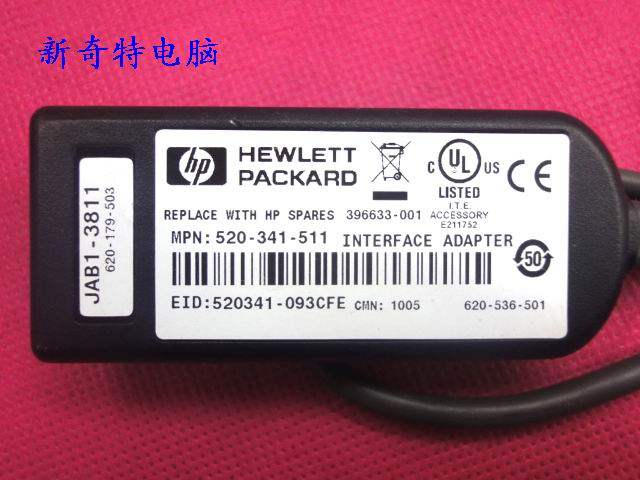 新奇特电脑
JAB1-3811
620-179-503
hp
HEWLETT
PACKARD
C UL US
LISTED
I.T.E.
ACCESSORY
E211752
CE
REPLACE WITH HP SPARES 396633-001
MPN: 520-341-511 INTERFACE ADAPTER
50
EID:520341-093CFE CMN: 1005 620-536-501